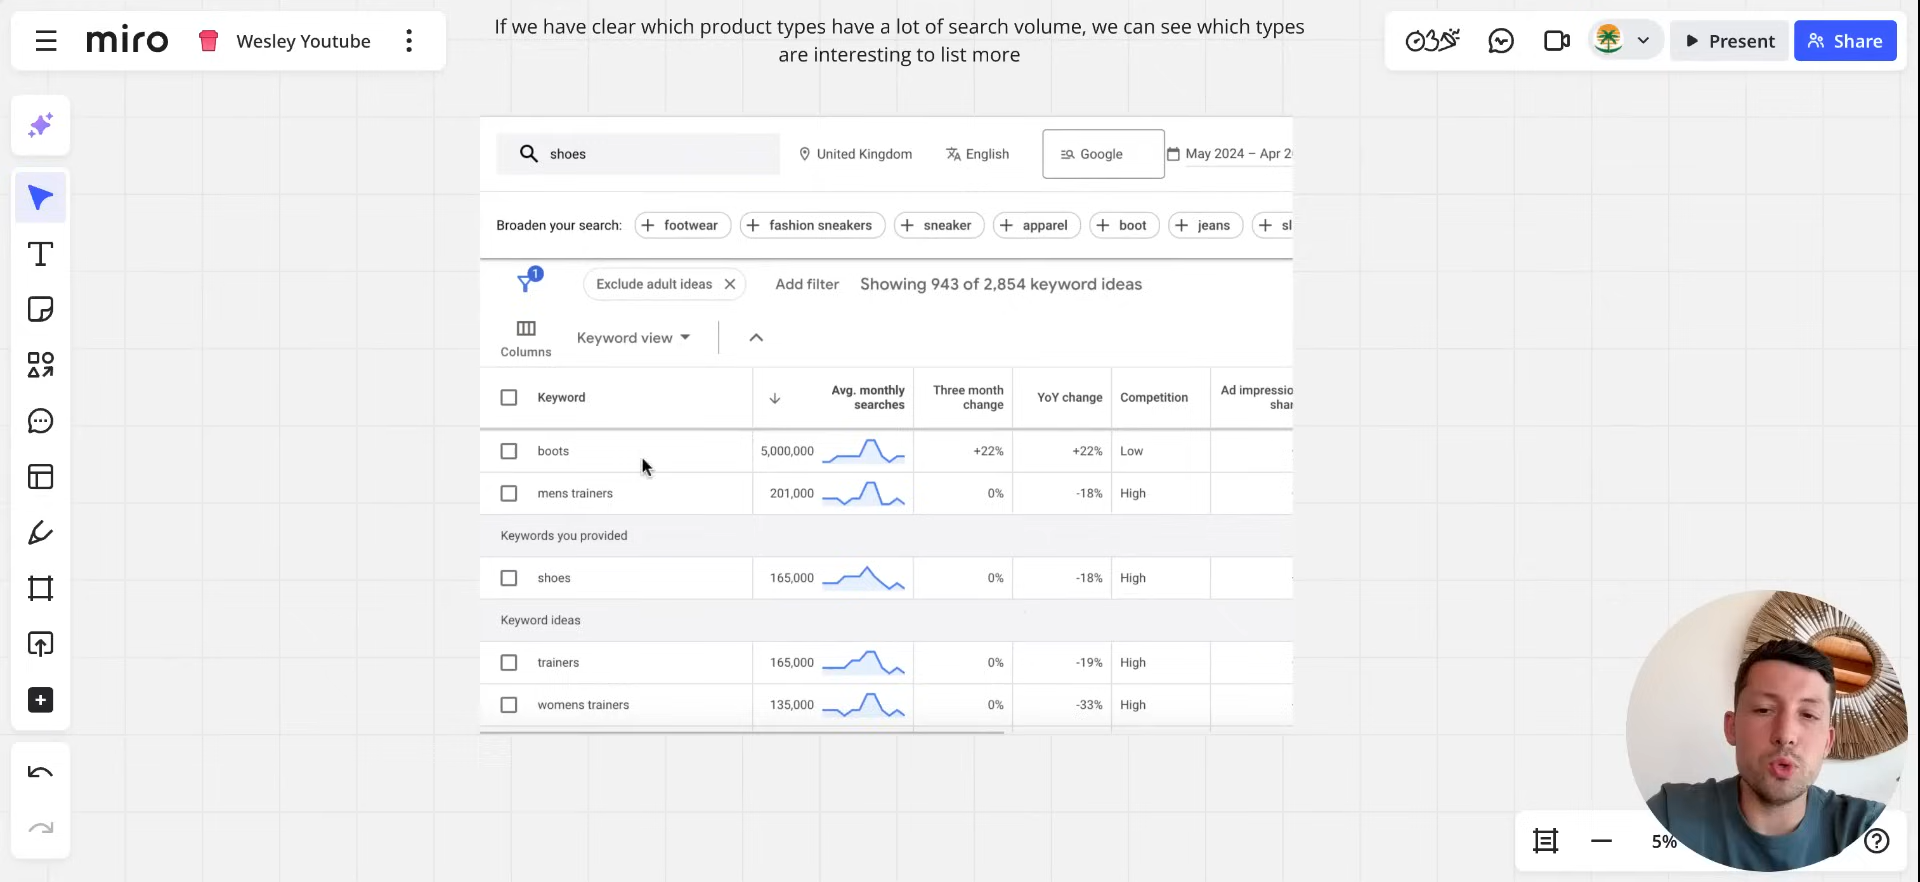 miro
Wesley Youtube
If we have clear which product types have a lot of search volume, we can see which types
are interesting to list more
Present
Share
shoes
United Kingdom
English
Google
May 2024 – Apr 2
Broaden your search:
footwear
fashion sneakers
sneaker
apparel
boot
jeans
sl
1
Exclude adult ideas
Add filter
Showing 943 of 2,854 keyword ideas
Columns
Keyword view
Keyword
Avg. monthly
searches
Three month
change
YoY change
Competition
Ad impressio
shar
boots 5,000,000 +22% +22% Low
mens trainers 201,000 0% -18% High
Keywords you provided
shoes 165,000 0% -18% High
Keyword ideas
trainers 165,000 0% -19% High
womens trainers 135,000 0% -33% High
5%